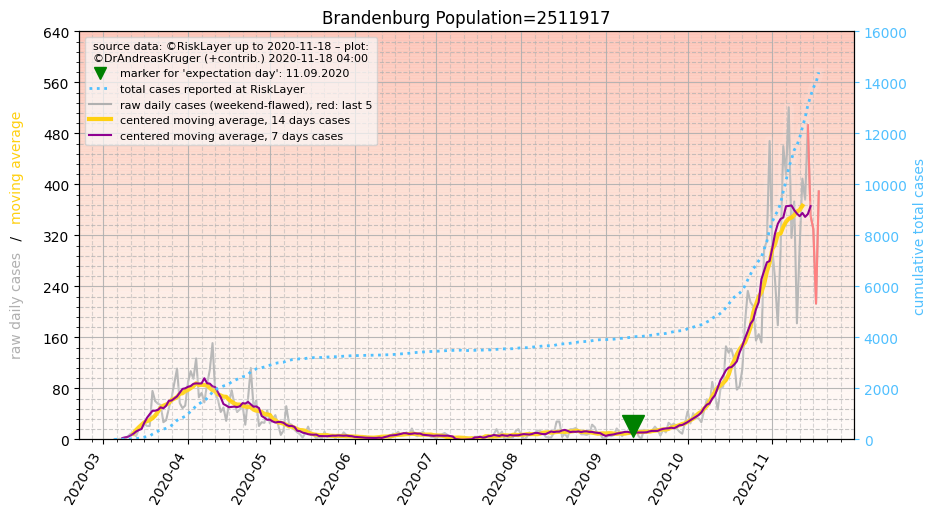 Brandenburg Population=2511917
source data: ©RiskLayer up to 2020-11-18 – plot:
©DrAndreasKruger (+contrib.) 2020-11-18 04:00
marker for 'expectation day': 11.09.2020
total cases reported at RiskLayer
raw daily cases (weekend-flawed), red: last 5
centered moving average, 14 days cases
centered moving average, 7 days cases
raw daily cases / moving average
640
560
480
400
320
240
160
80
0
16000
14000
12000
10000
8000
6000
4000
2000
0
cumulative total cases
2020-03
2020-04
2020-05
2020-06
2020-07
2020-08
2020-09
2020-10
2020-11